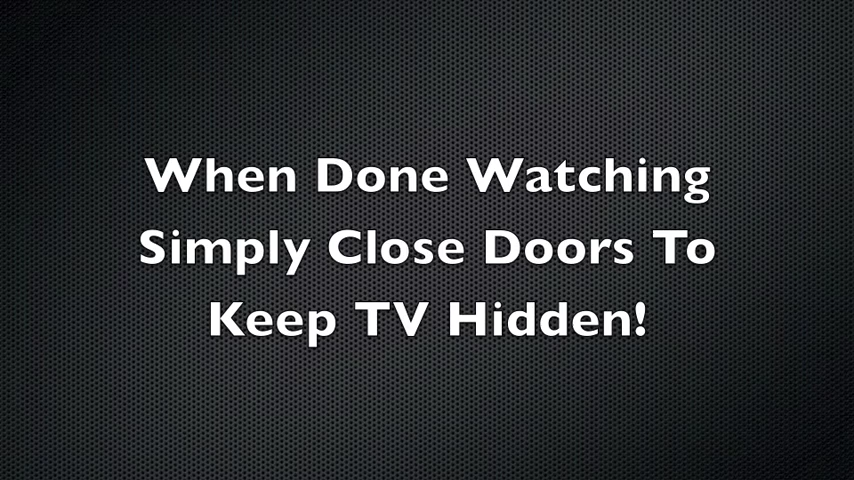 When Done Watching
Simply Close Doors To
Keep TV Hidden!